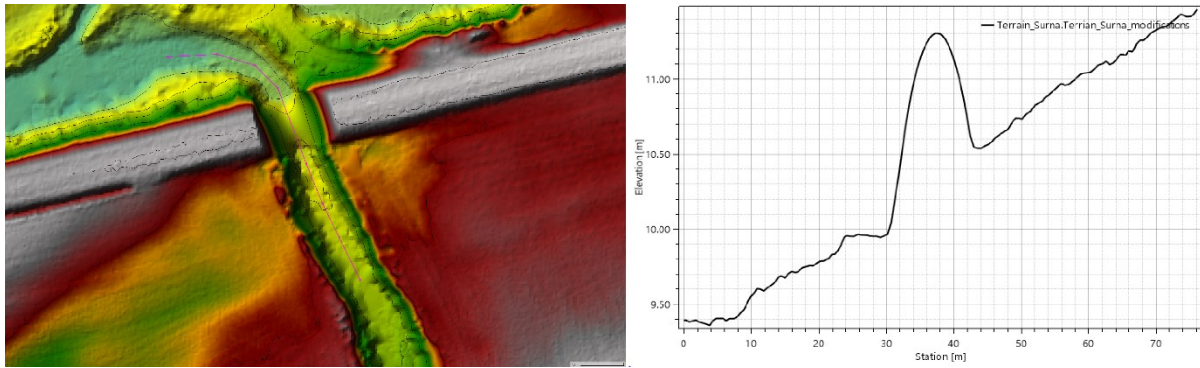 Terrain_Surna.Terrian_Surna_modifications
11.00
10.50
10.00
9.50
Elevation [m]
0 10 20 30 40 50 60 70
Station [m]